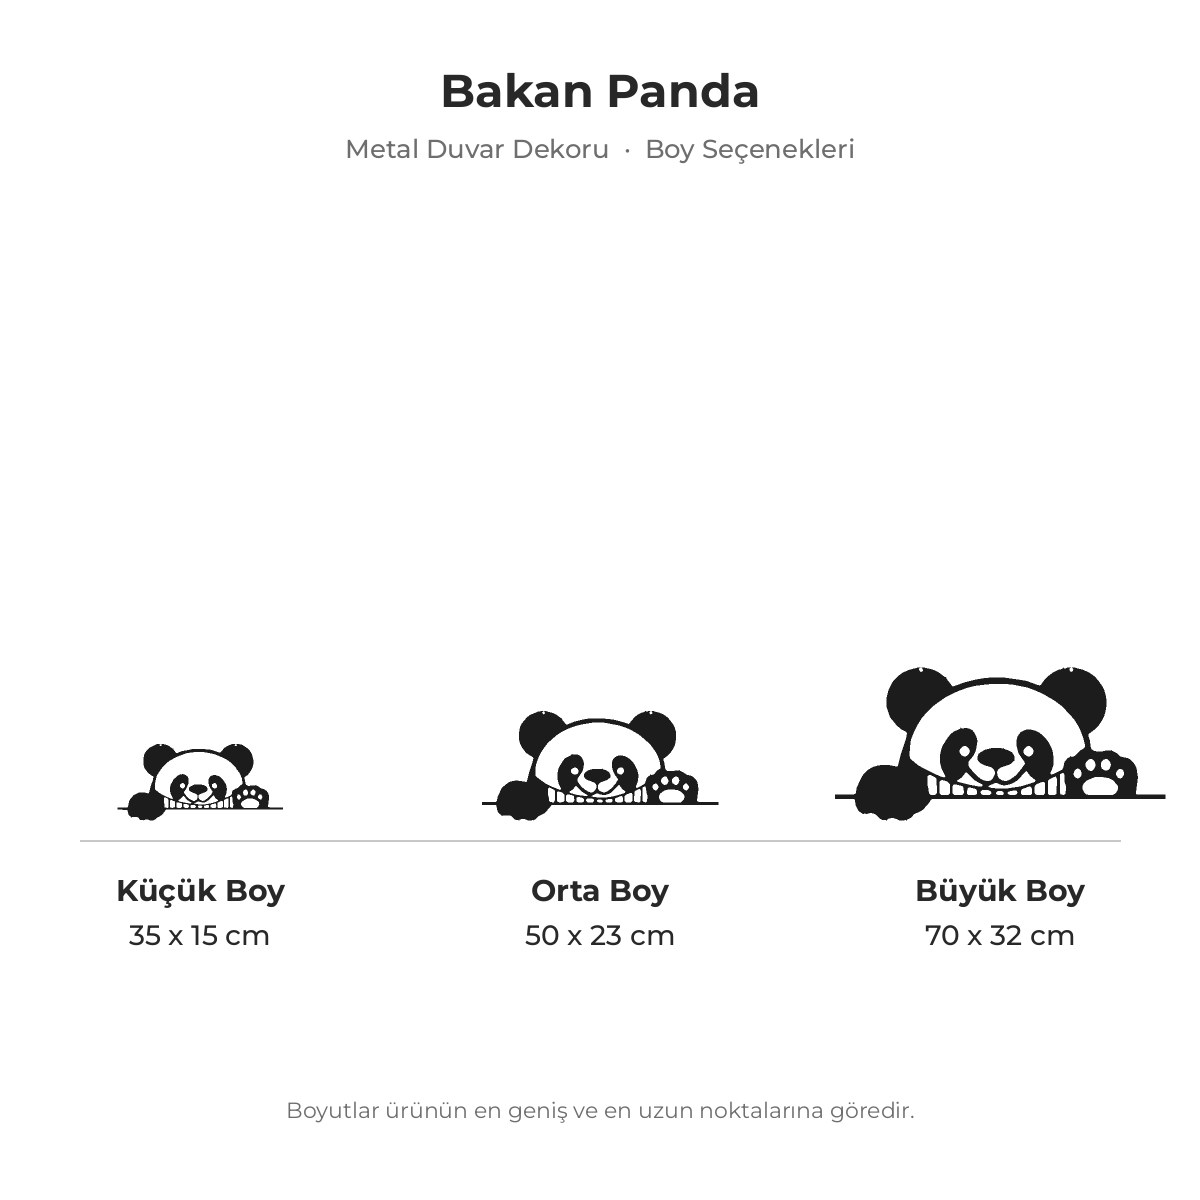 Bakan Panda
Metal Duvar Dekoru · Boy Seçenekleri
Küçük Boy
35 x 15 cm
Orta Boy
50 x 23 cm
Büyük Boy
70 x 32 cm
Boyutlar ürünün en geniş ve en uzun noktalarına göredir.